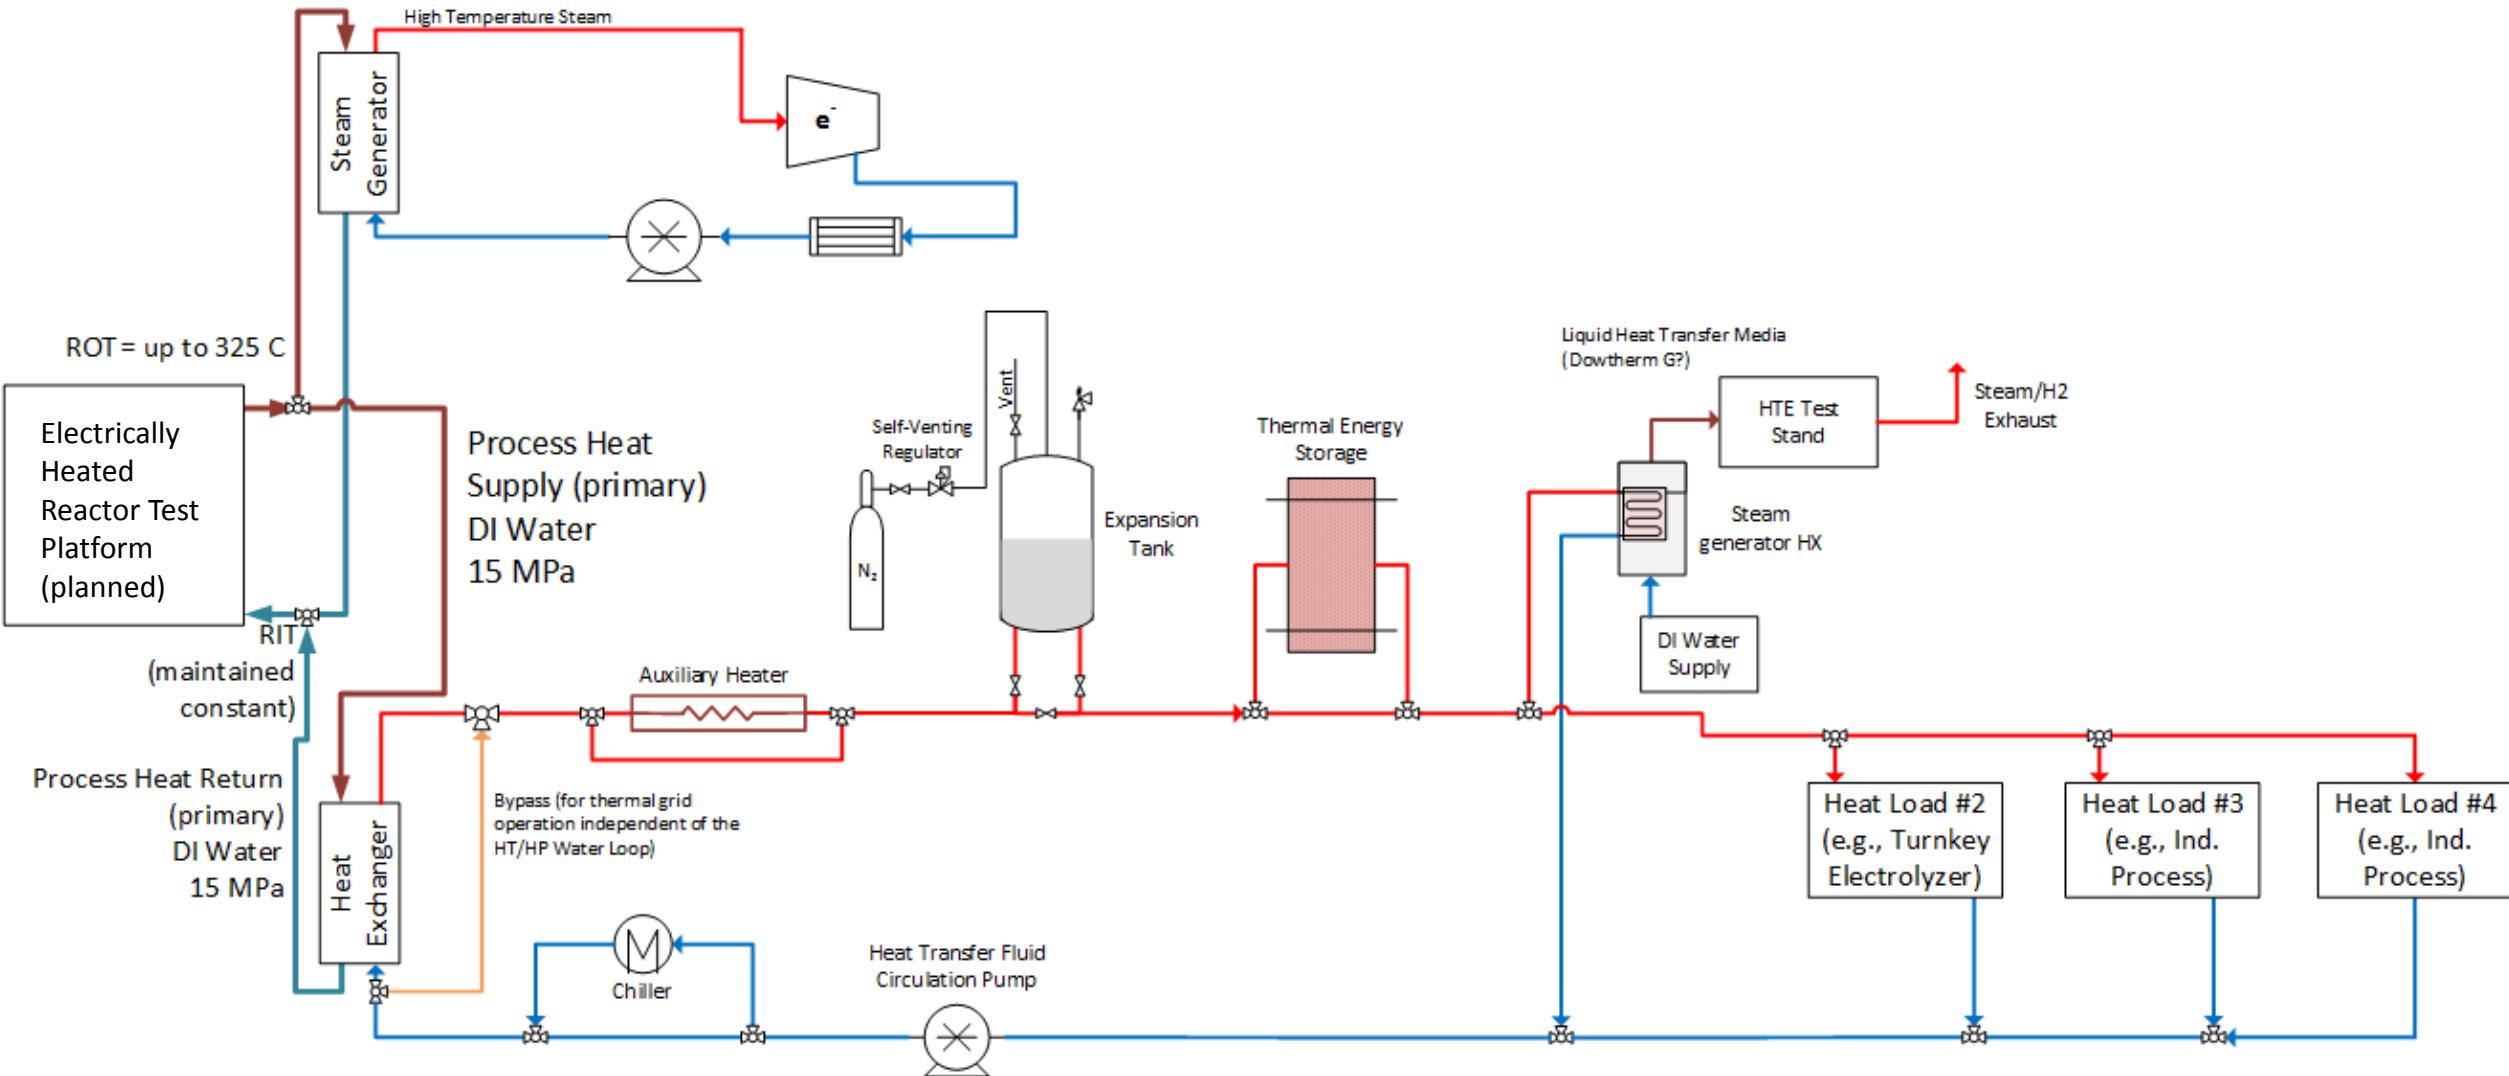 High Temperature Steam
Steam
Generator
e-
ROT = up to 325 C
Electrically
Heated
Reactor Test
Platform
(planned)
Process Heat
Supply (primary)
DI Water
15 MPa
RIT
(maintained
constant)
Process Heat Return
(primary)
DI Water
15 MPa
Heat
Exchanger
Self-Venting
Regulator
N2
Vent
Expansion
Tank
Auxiliary Heater
Bypass (for thermal grid
operation independent of the
HT/HP Water Loop)
Chiller
Heat Transfer Fluid
Circulation Pump
Thermal Energy
Storage
Liquid Heat Transfer Media
(Dowtherm G?)
HTE Test
Stand
Steam/H2
Exhaust
Steam
generator HX
DI Water
Supply
Heat Load #2
(e.g., Turnkey
Electrolyzer)
Heat Load #3
(e.g., Ind.
Process)
Heat Load #4
(e.g., Ind.
Process)